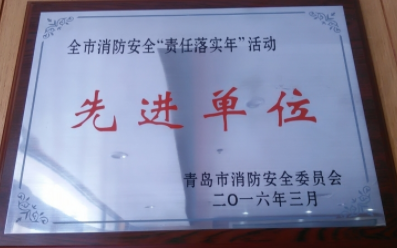 全市消防安全“责任落实年”活动
先进单位
青岛市消防安全委员会
二〇一六年三月